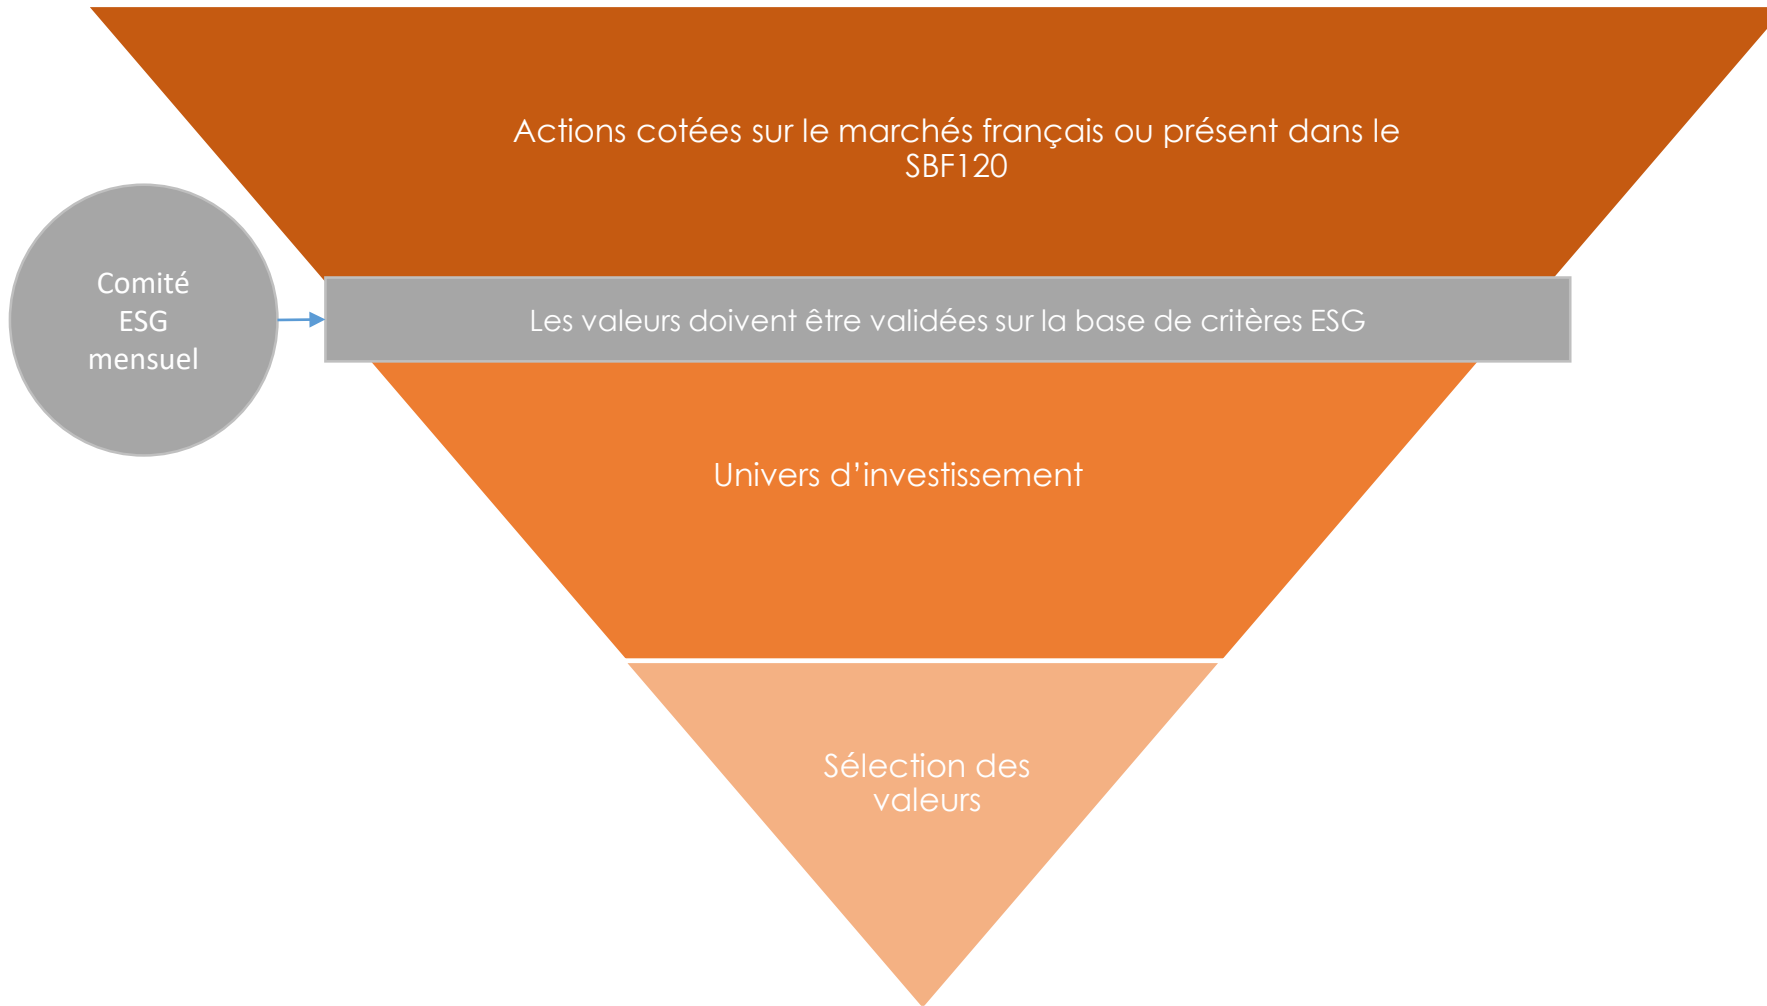 Actions cotées sur le marchés français ou présent dans le
SBF120
Comité
ESG
mensuel
Les valeurs doivent être validées sur la base de critères ESG
Univers d’investissement
Sélection des
valeurs